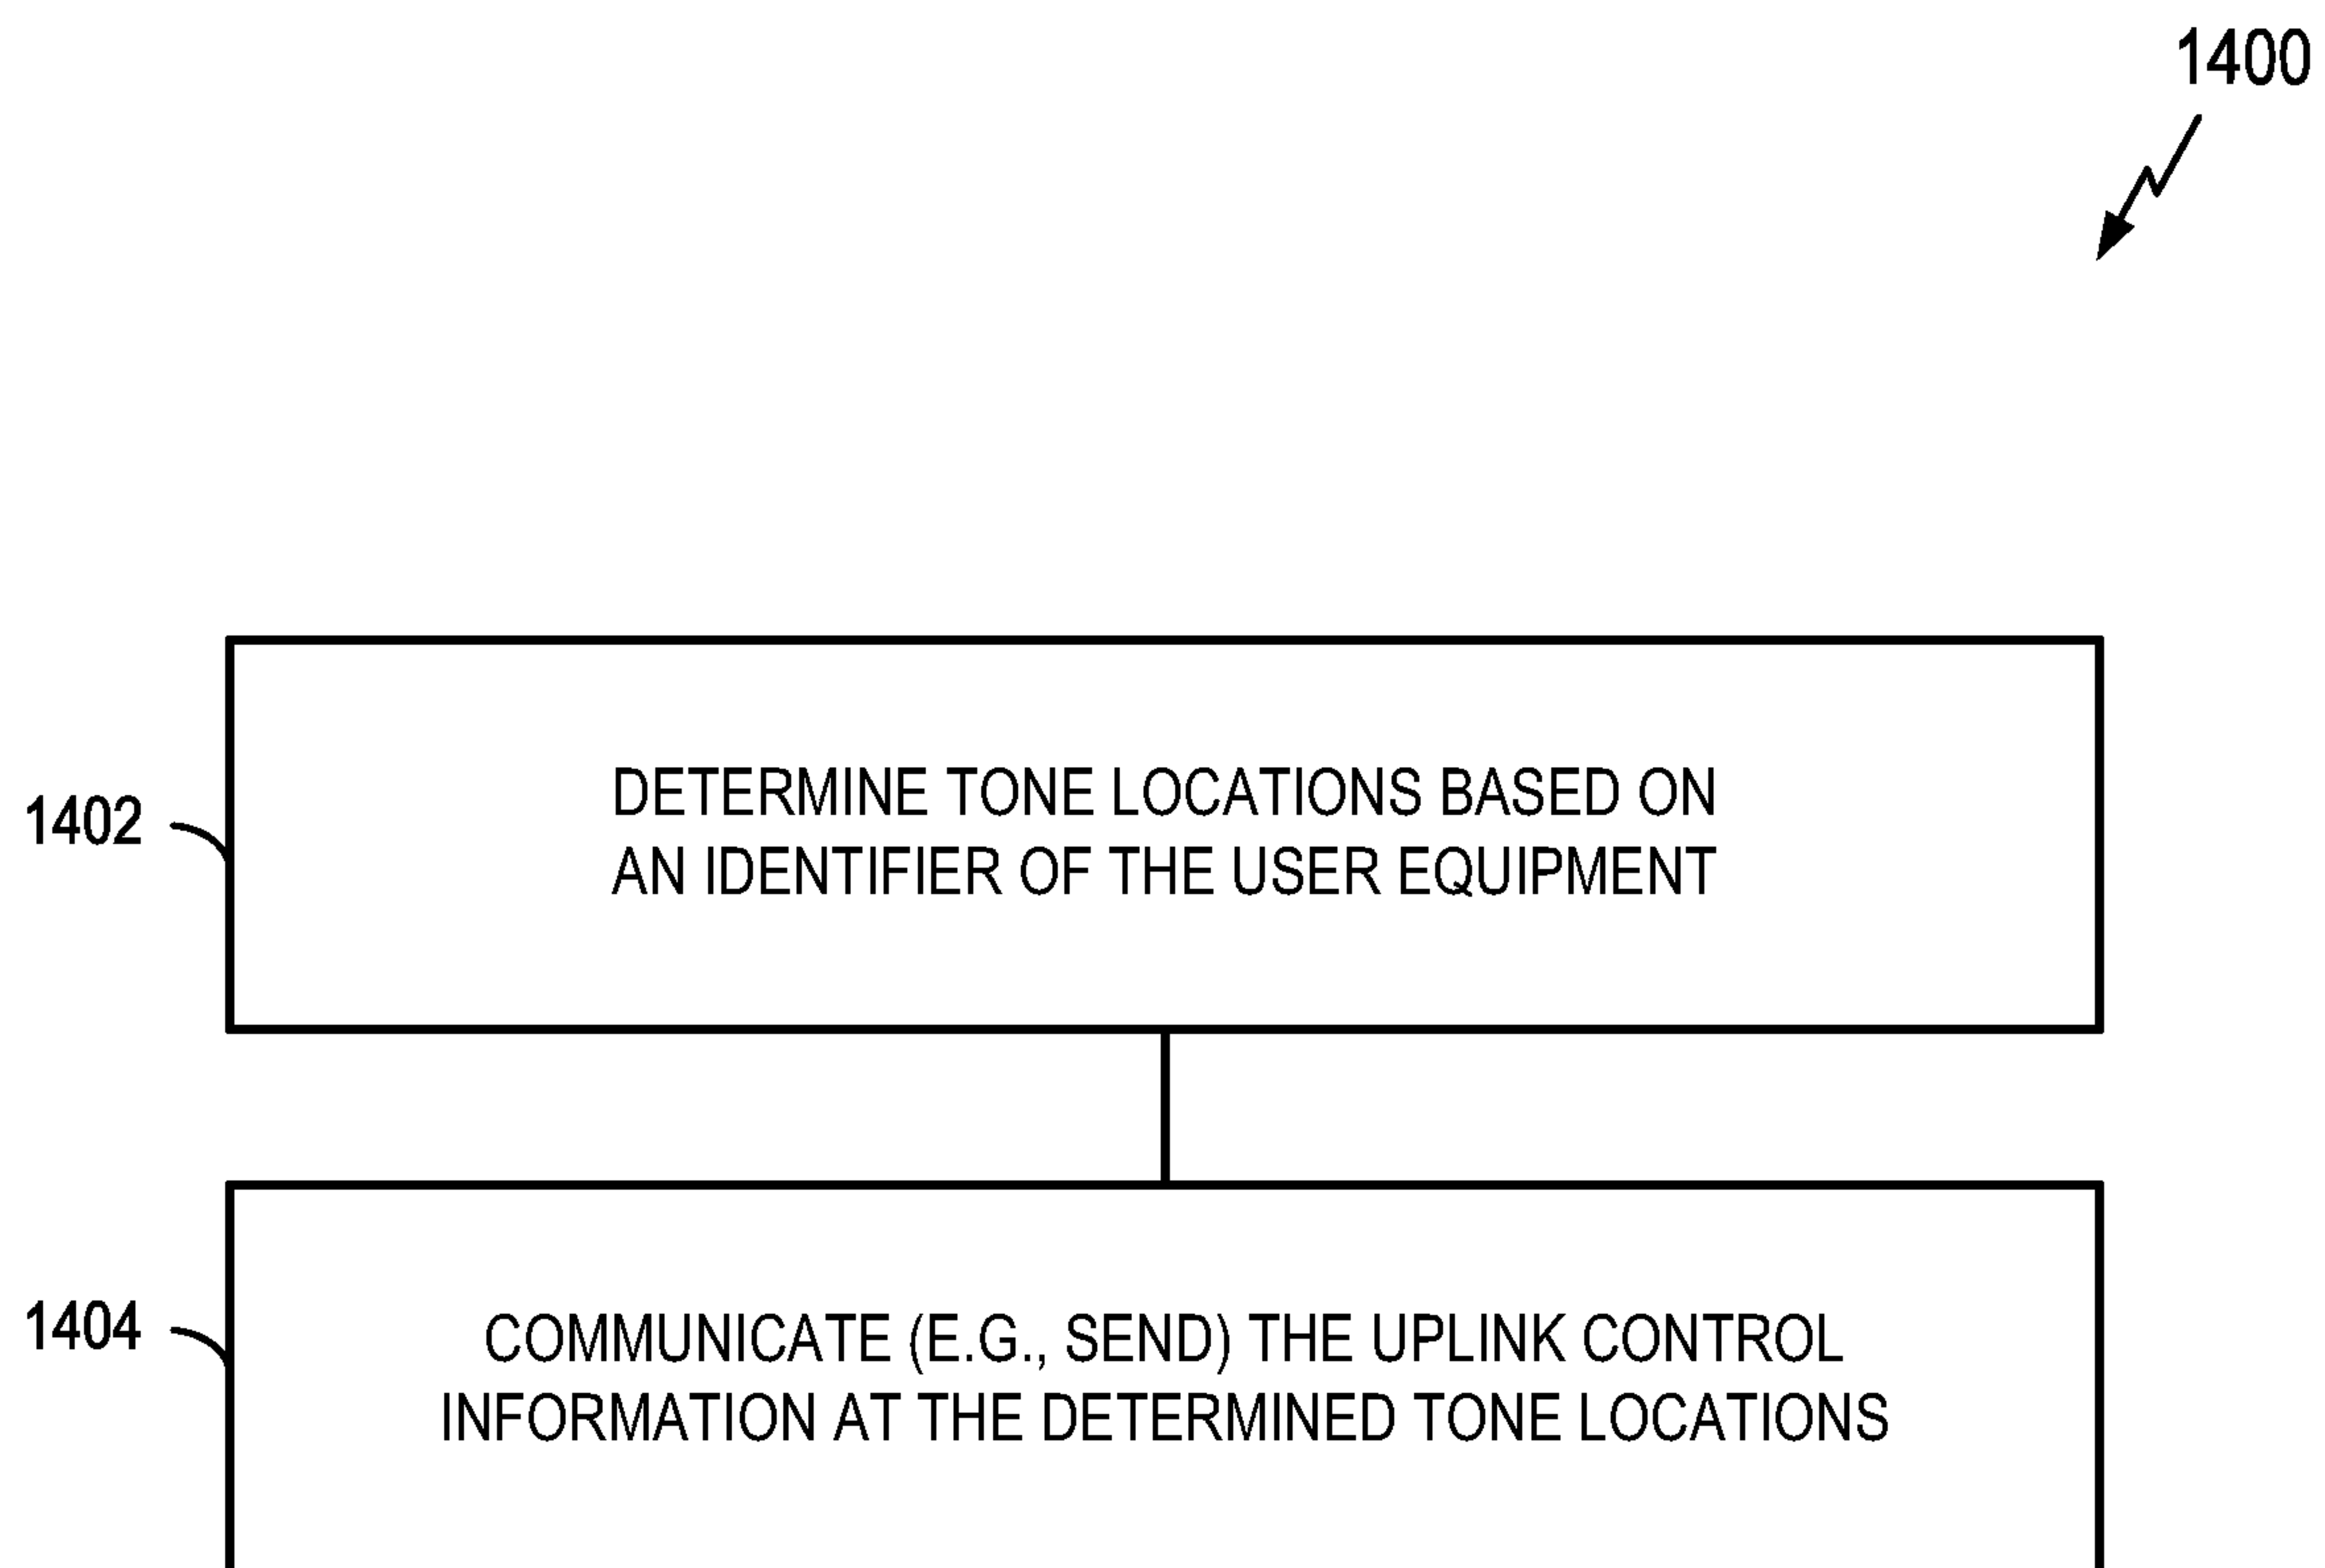 1400
1402
DETERMINE TONE LOCATIONS BASED ON
AN IDENTIFIER OF THE USER EQUIPMENT
1404
COMMUNICATE (E.G., SEND) THE UPLINK CONTROL
INFORMATION AT THE DETERMINED TONE LOCATIONS